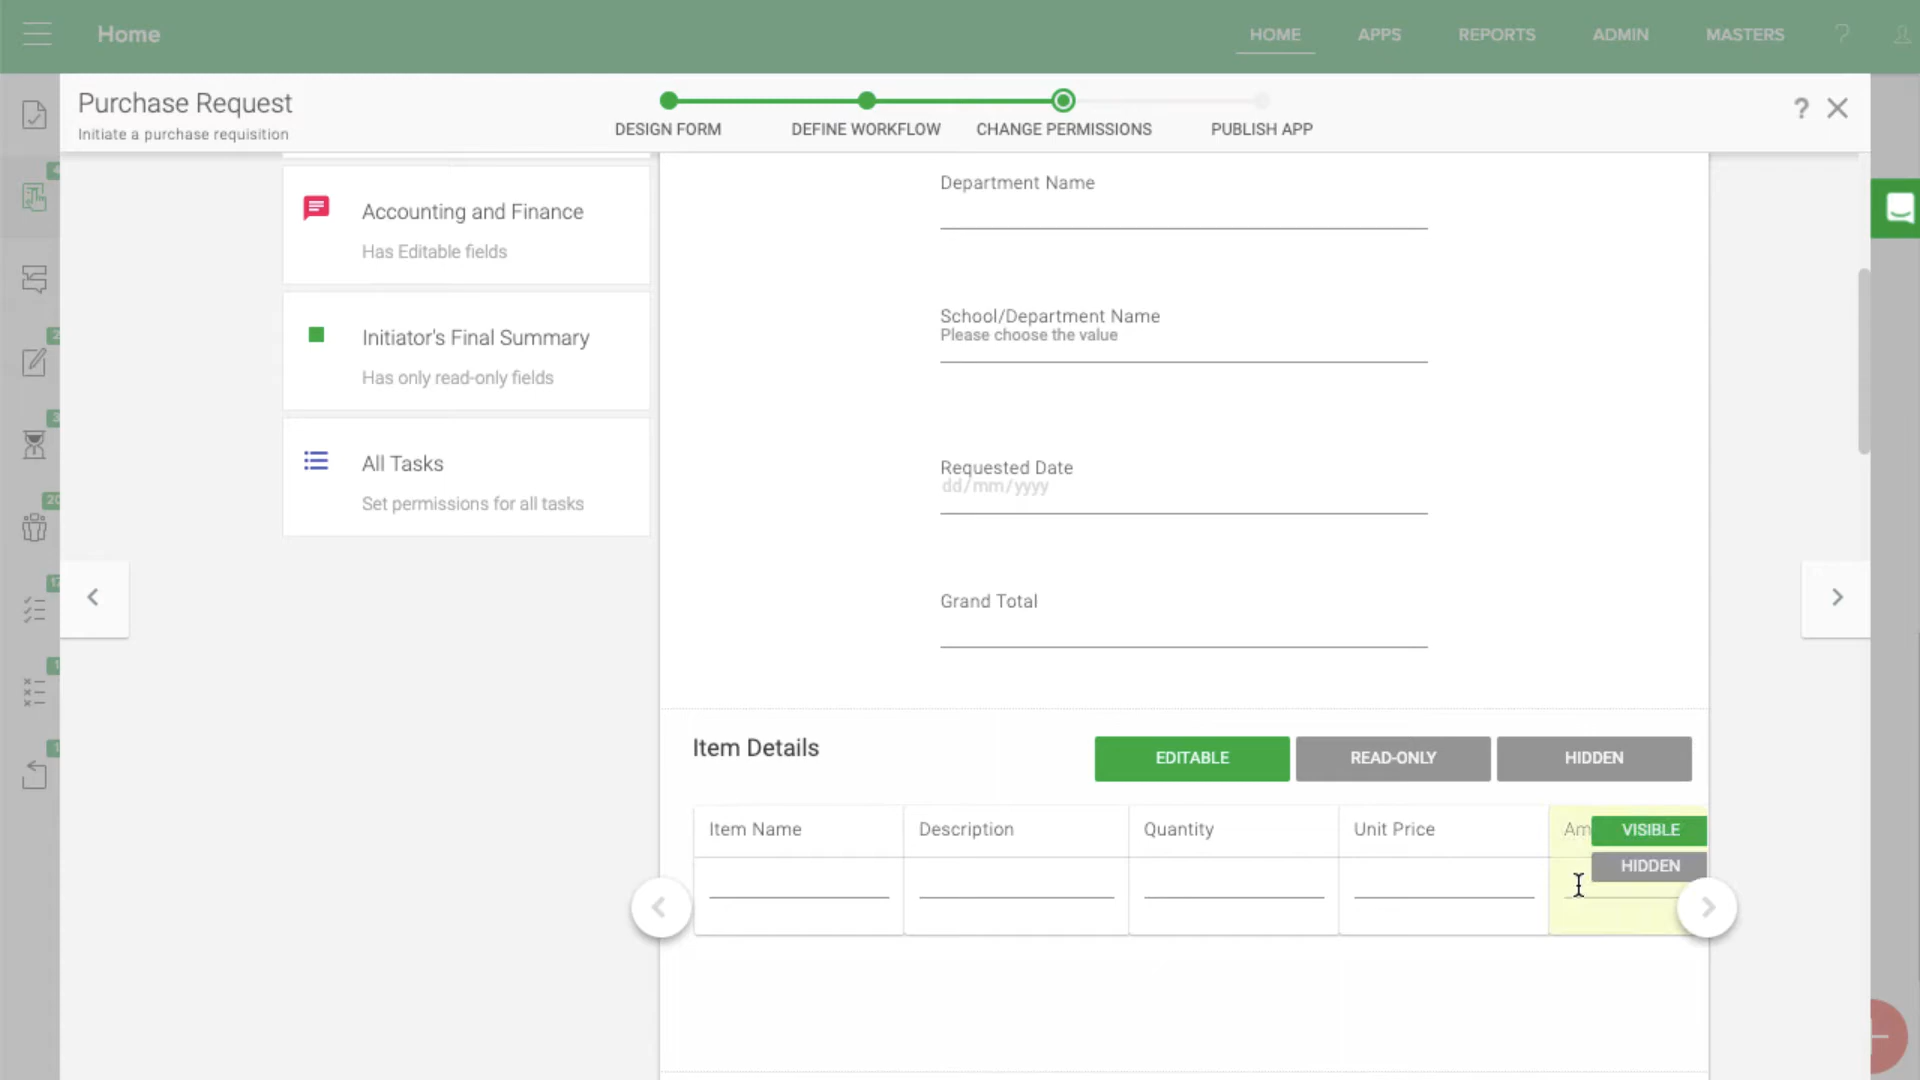 Home
HOME
APPS
REPORTS
ADMIN
MASTERS
?
Purchase Request
Initiate a purchase requisition
DESIGN FORM
DEFINE WORKFLOW
CHANGE PERMISSIONS
PUBLISH APP
?
Accounting and Finance
Has Editable fields
Initiator's Final Summary
Has only read-only fields
All Tasks
Set permissions for all tasks
Department Name
School/Department Name
Please choose the value
Requested Date
dd/mm/yyyy
Grand Total
Item Details
EDITABLE
READ-ONLY
HIDDEN
Item Name
Description
Quantity
Unit Price
Am
VISIBLE
HIDDEN